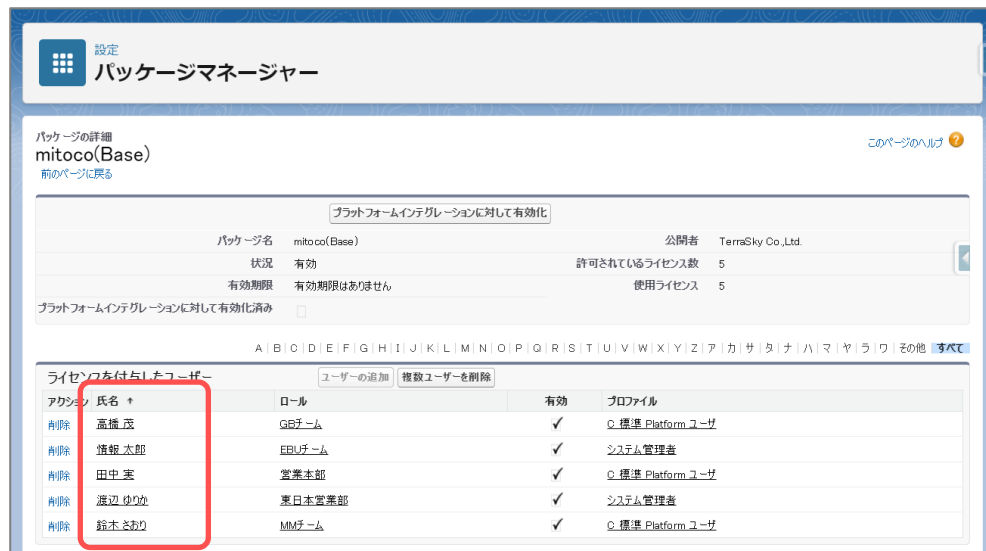 設定
パッケージマネージャー
パッケージの詳細
mitoco(Base)
前のページに戻る
このページのヘルプ ?
プラットフォームインテグレーションに対して有効化
パッケージ名 mitoco(Base) 公開者 TerraSky Co.,Ltd.
状況 有効 許可されているライセンス数 5
有効期限 有効期限はありません 使用ライセンス 5
プラットフォームインテグレーションに対して有効化済み
A | B | C | D | E | F | G | H | I | J | K | L | M | N | O | P | Q | R | S | T | U | V | W | X | Y | Z | ア | カ | サ | タ | ナ | ハ | マ | ヤ | ラ | ワ | その他 すべて
ライセンスを付与したユーザー ユーザーの追加 複数ユーザーを削除
アクション 氏名 ↑ ロール 有効 プロファイル
削除 高橋 茂 GBチーム ✓ C 標準 Platform ユーザ
削除 情報 太郎 EBUチーム ✓ システム管理者
削除 田中 実 営業本部 ✓ C 標準 Platform ユーザ
削除 渡辺 ゆりか 東日本営業部 ✓ システム管理者
削除 鈴木 さおり MMチーム ✓ C 標準 Platform ユーザ